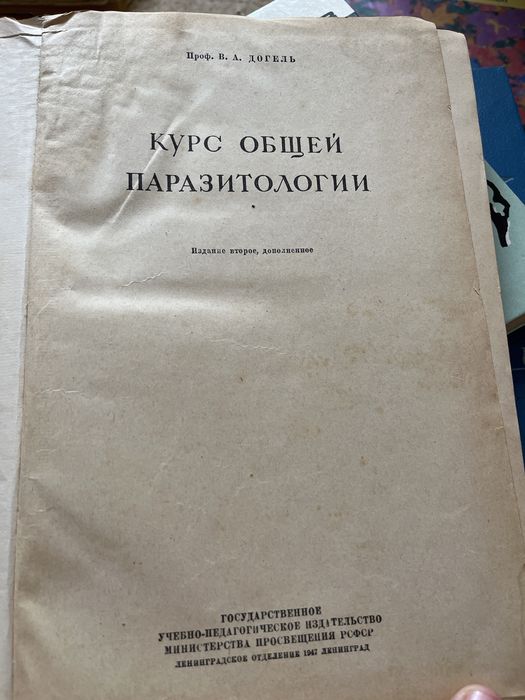 Проф. В. А. ДОГЕЛЬ
КУРС ОБЩЕЙ
ПАРАЗИТОЛОГИИ
Издание второе, дополненное
ГОСУДАРСТВЕННОЕ
УЧЕБНО-ПЕДАГОГИЧЕСКОЕ ИЗДАТЕЛЬСТВО
МИНИСТЕРСТВА ПРОСВЕЩЕНИЯ РСФСР
ЛЕНИНГРАДСКОЕ ОТДЕЛЕНИЕ 1947 ЛЕНИНГРАД